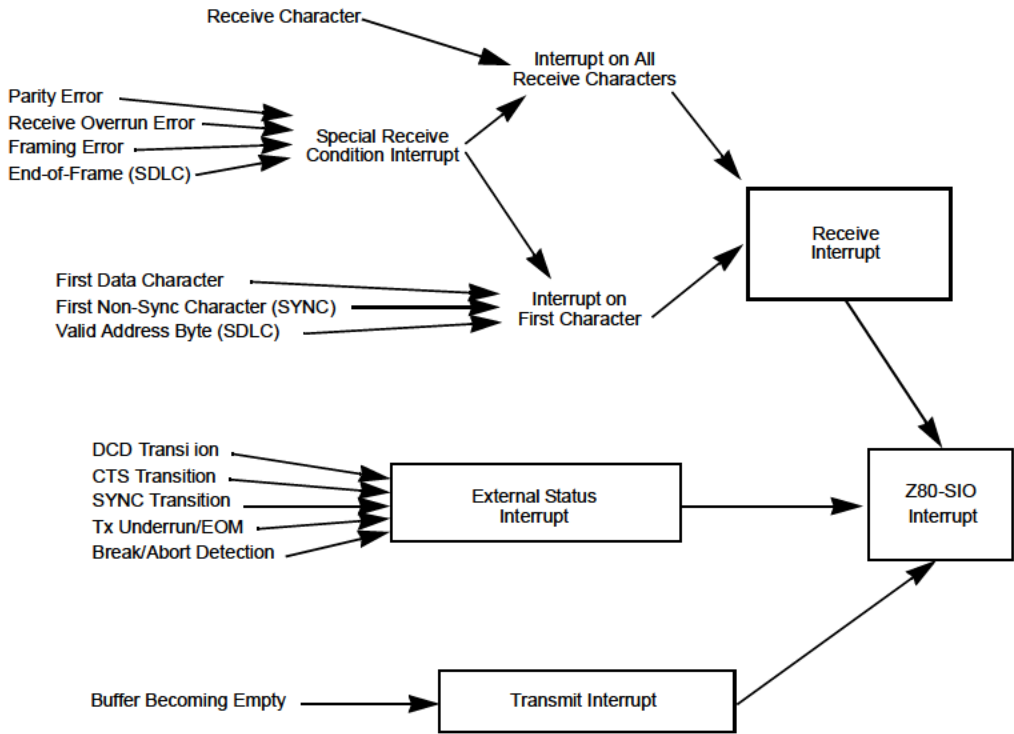 Receive Character
Interrupt on All
Receive Characters
Parity Error
Receive Overrun Error
Framing Error
End-of-Frame (SDLC)
Special Receive
Condition Interrupt
Receive
Interrupt
First Data Character
First Non-Sync Character (SYNC)
Valid Address Byte (SDLC)
Interrupt on
First Character
DCD Transi ion
CTS Transition
SYNC Transition
Tx Underrun/EOM
Break/Abort Detection
External Status
Interrupt
Z80-SIO
Interrupt
Buffer Becoming Empty
Transmit Interrupt